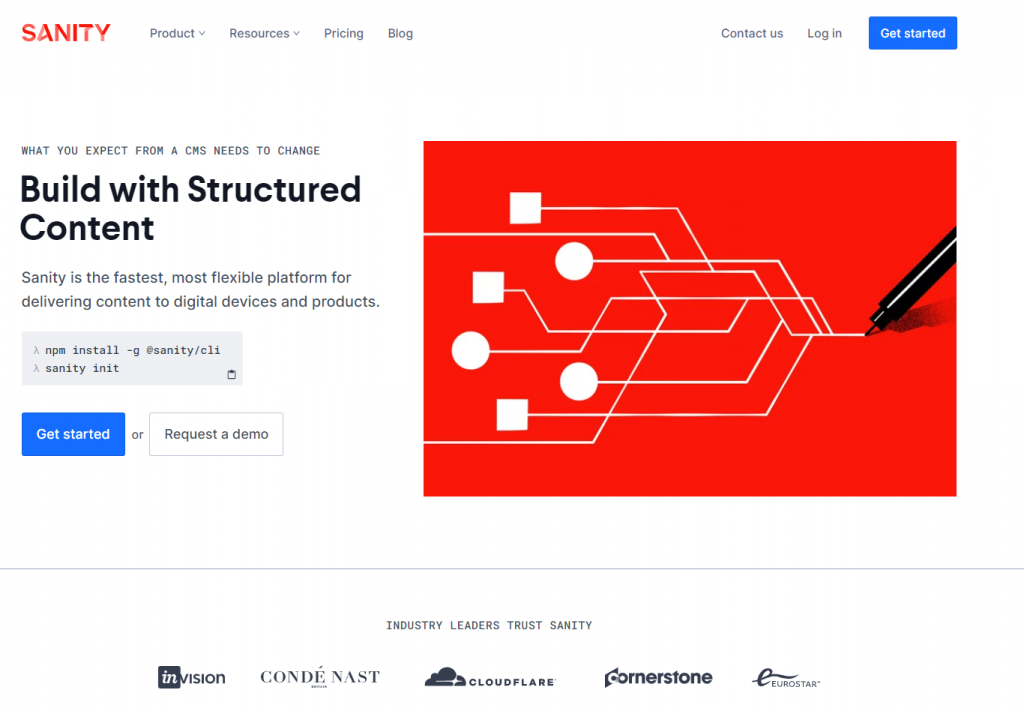 SANITY
Product
Resources
Pricing
Blog
Contact us
Log in
Get started
WHAT YOU EXPECT FROM A CMS NEEDS TO CHANGE
Build with Structured
Content
Sanity is the fastest, most flexible platform for
delivering content to digital devices and products.
λ npm install -g @sanity/cli
λ sanity init
Get started
or
Request a demo
INDUSTRY LEADERS TRUST SANITY
inVISION
CONDÉ NAST
CLOUDFLARE
Cornerstone
EUROSTAR™